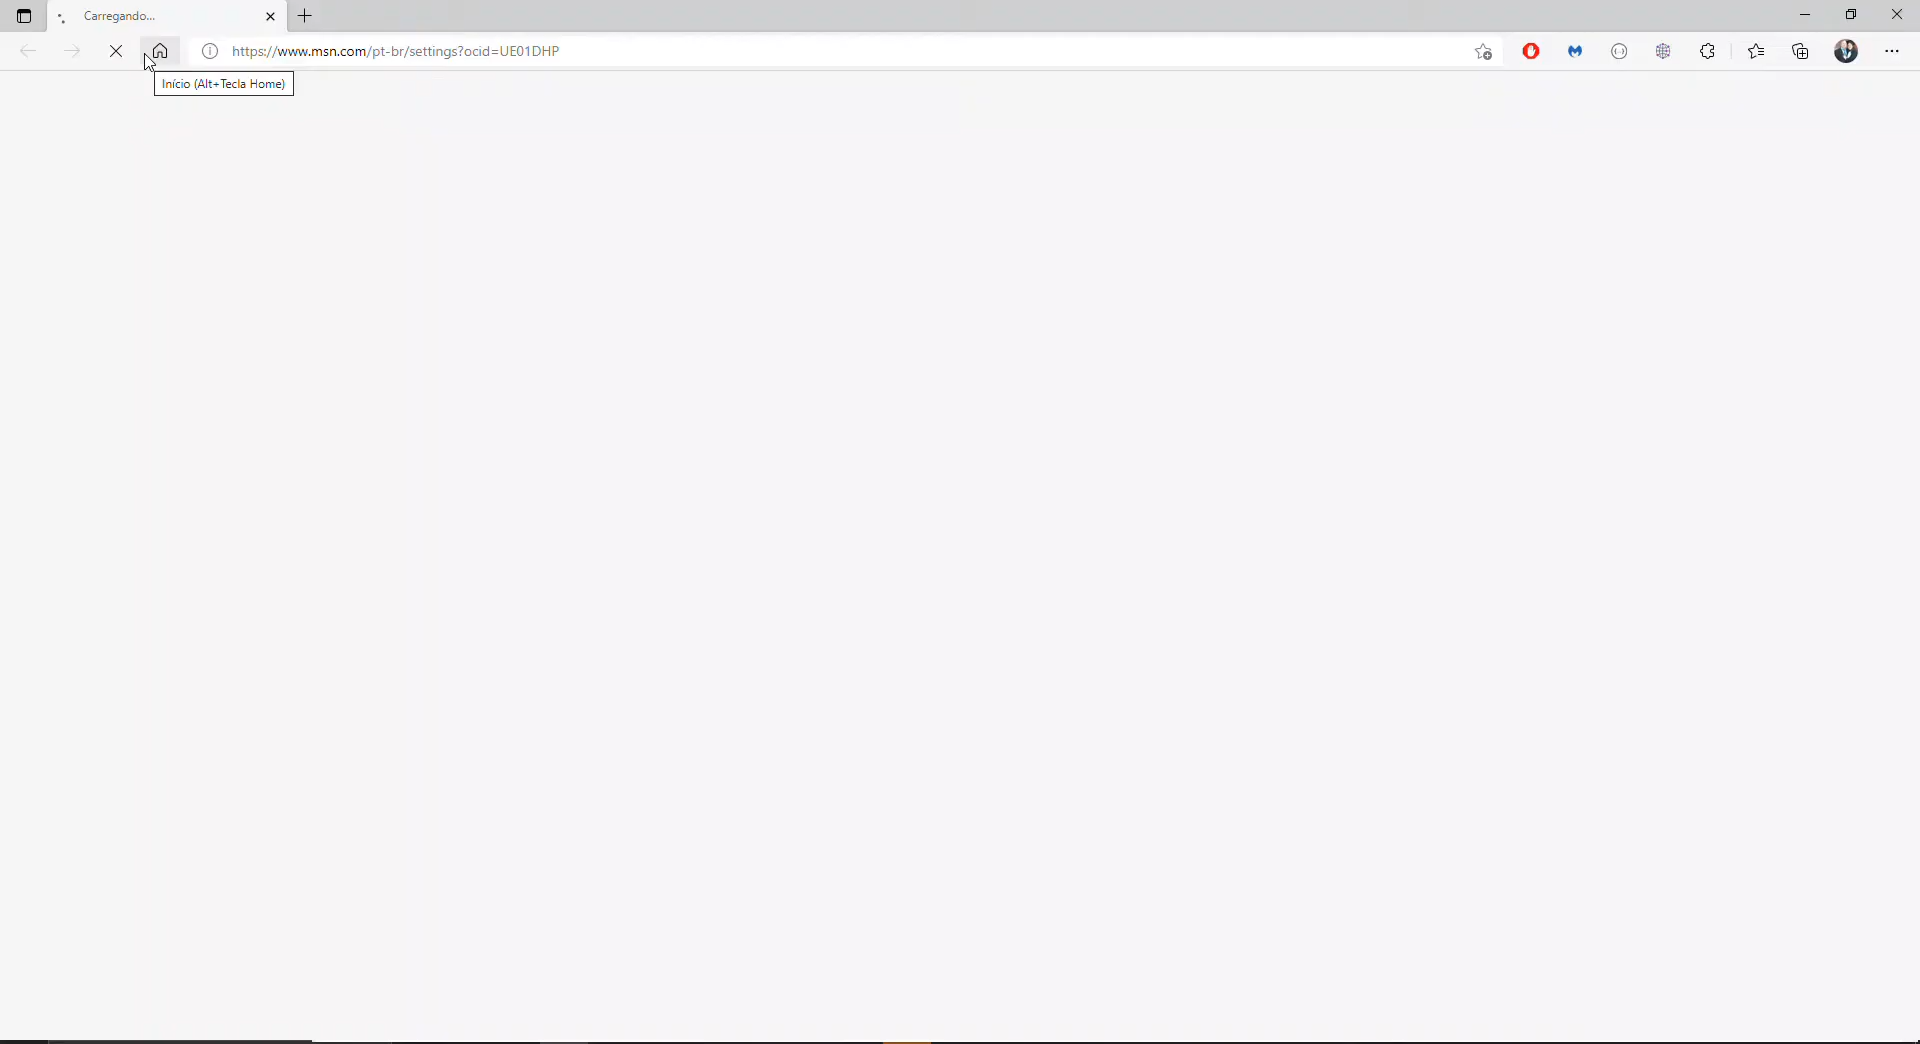 Carregando...
https://www.msn.com/pt-br/settings?ocid=UE01DHP
Início (Alt+Tecla Home)